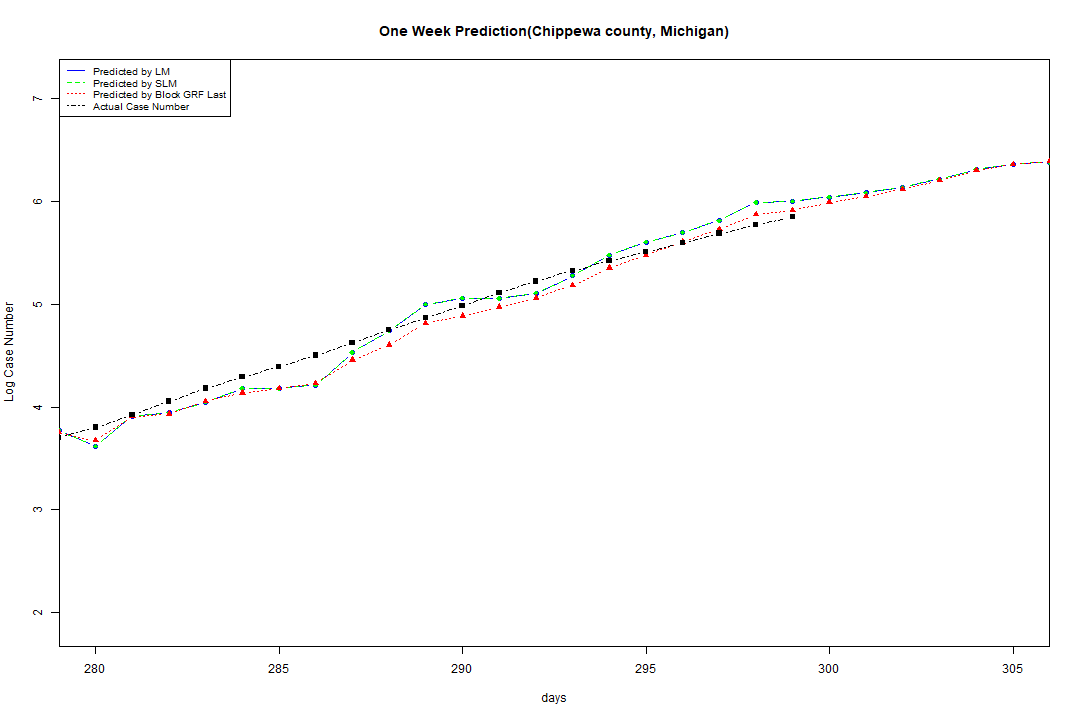 One Week Prediction(Chippewa county, Michigan)
Predicted by LM
Predicted by SLM
Predicted by Block GRF Last
Actual Case Number
7
6
5
4
3
2
Log Case Number
280 285 290 295 300 305
days